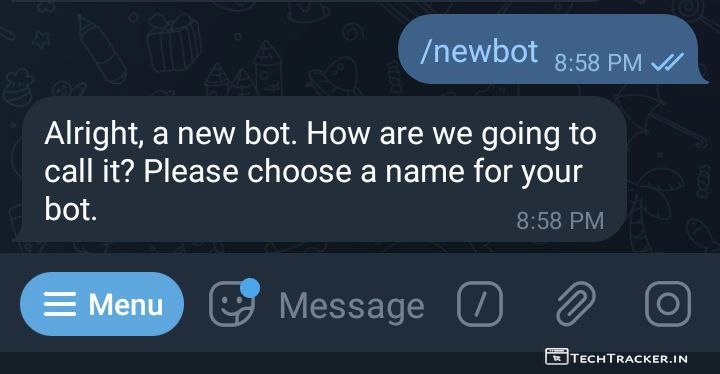 /newbot 8:58 PM
Alright, a new bot. How are we going to
call it? Please choose a name for your
bot.
8:58 PM
Menu Message
TECHTRACKER.IN